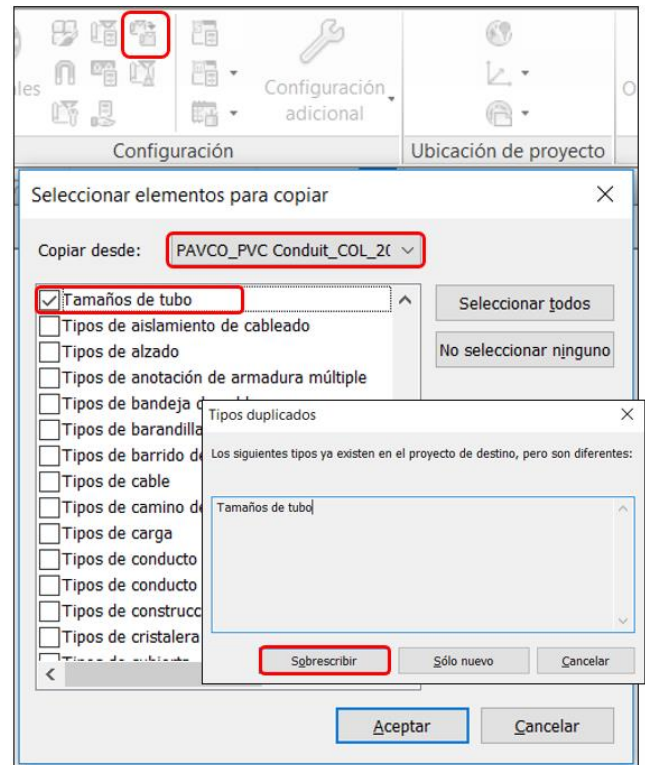 les
Configuración
adicional
O
Configuración
Ubicación de proyecto
Seleccionar elementos para copiar
Copiar desde:
PAVCO_PVC Conduit_COL_20
Tamaños de tubo
Seleccionar todos
Tipos de aislamiento de cableado
Tipos de alzado
No seleccionar ninguno
Tipos de anotación de armadura múltiple
Tipos de bandeja d
Tipos de barandilla
Tipos de barrido de
Tipos de cable
Tipos de camino de
Tipos de carga
Tipos de conducto
Tipos de conducto
Tipos de construcc
Tipos de cristalera
Tipos duplicados
Los siguientes tipos ya existen en el proyecto de destino, pero son diferentes:
Tamaños de tubo
Sobrescribir
Sólo nuevo
Cancelar
Aceptar
Cancelar